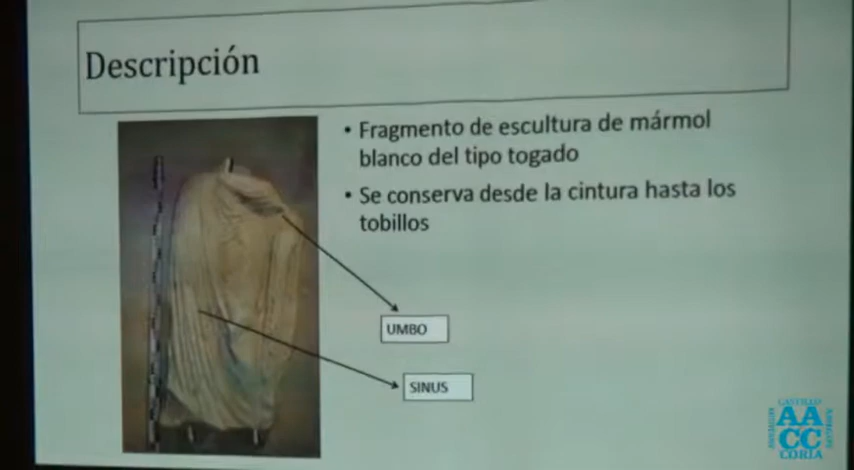 Descripción
• Fragmento de escultura de mármol
blanco del tipo togado
• Se conserva desde la cintura hasta los
tobillos
UMBO
SINUS
CASTILLO
AA
CC
CORIA